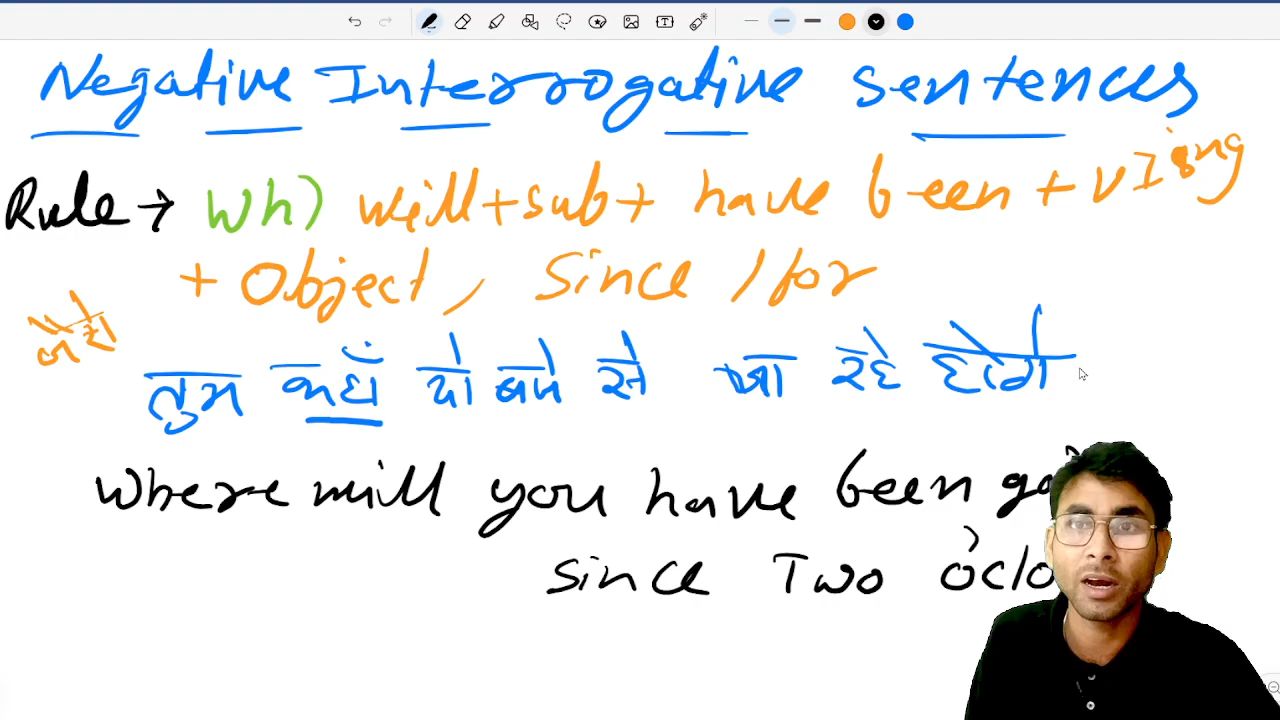 Negative Interrogative Sentences
Rule → Wh) will + sub + have been + vIing
+ Object, Since / for
तुम कहाँ दो बजे से जा रहे होगे
where will you have been
since Two